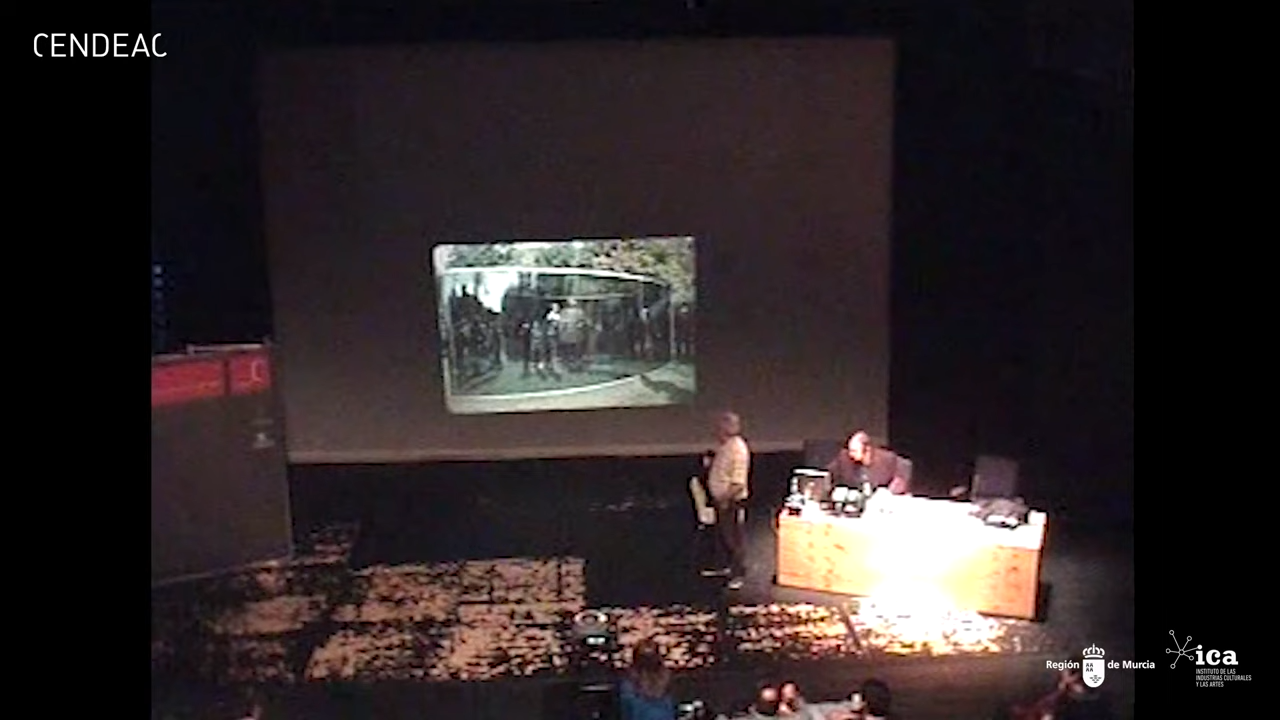 CENDEAC
Región de Murcia
ica
INSTITUTO DE LAS
INDUSTRIAS CULTURALES
Y LAS ARTES